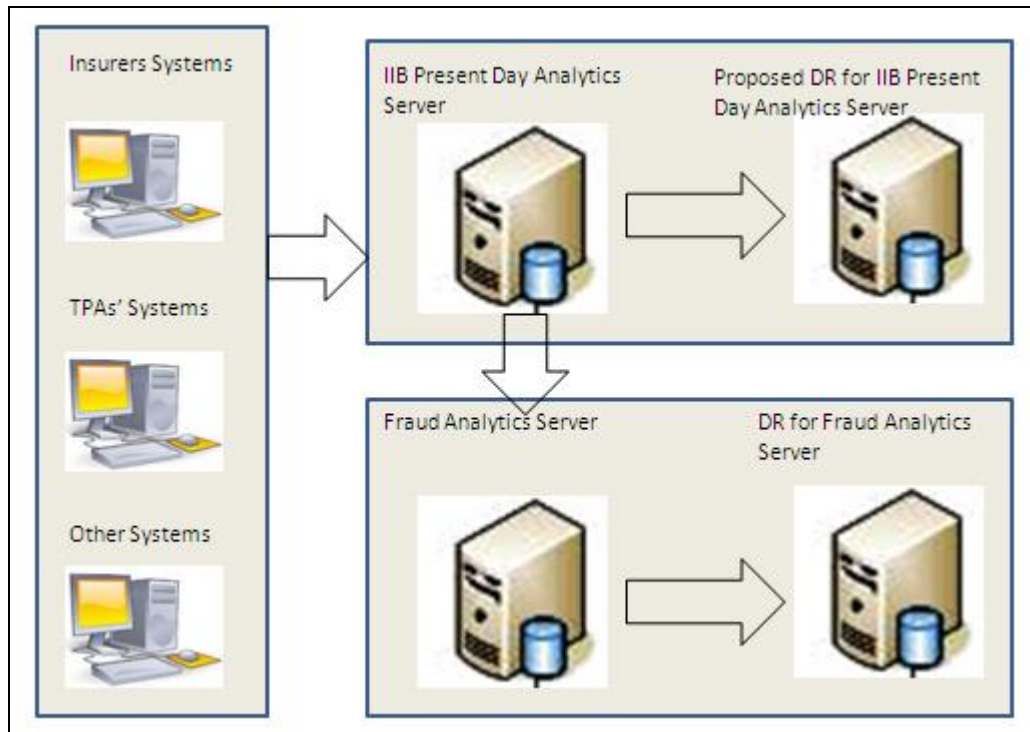 Insurers Systems
TPAs' Systems
Other Systems
IIB Present Day Analytics
Server
Proposed DR for IIB Present
Day Analytics Server
Fraud Analytics Server
DR for Fraud Analytics
Server